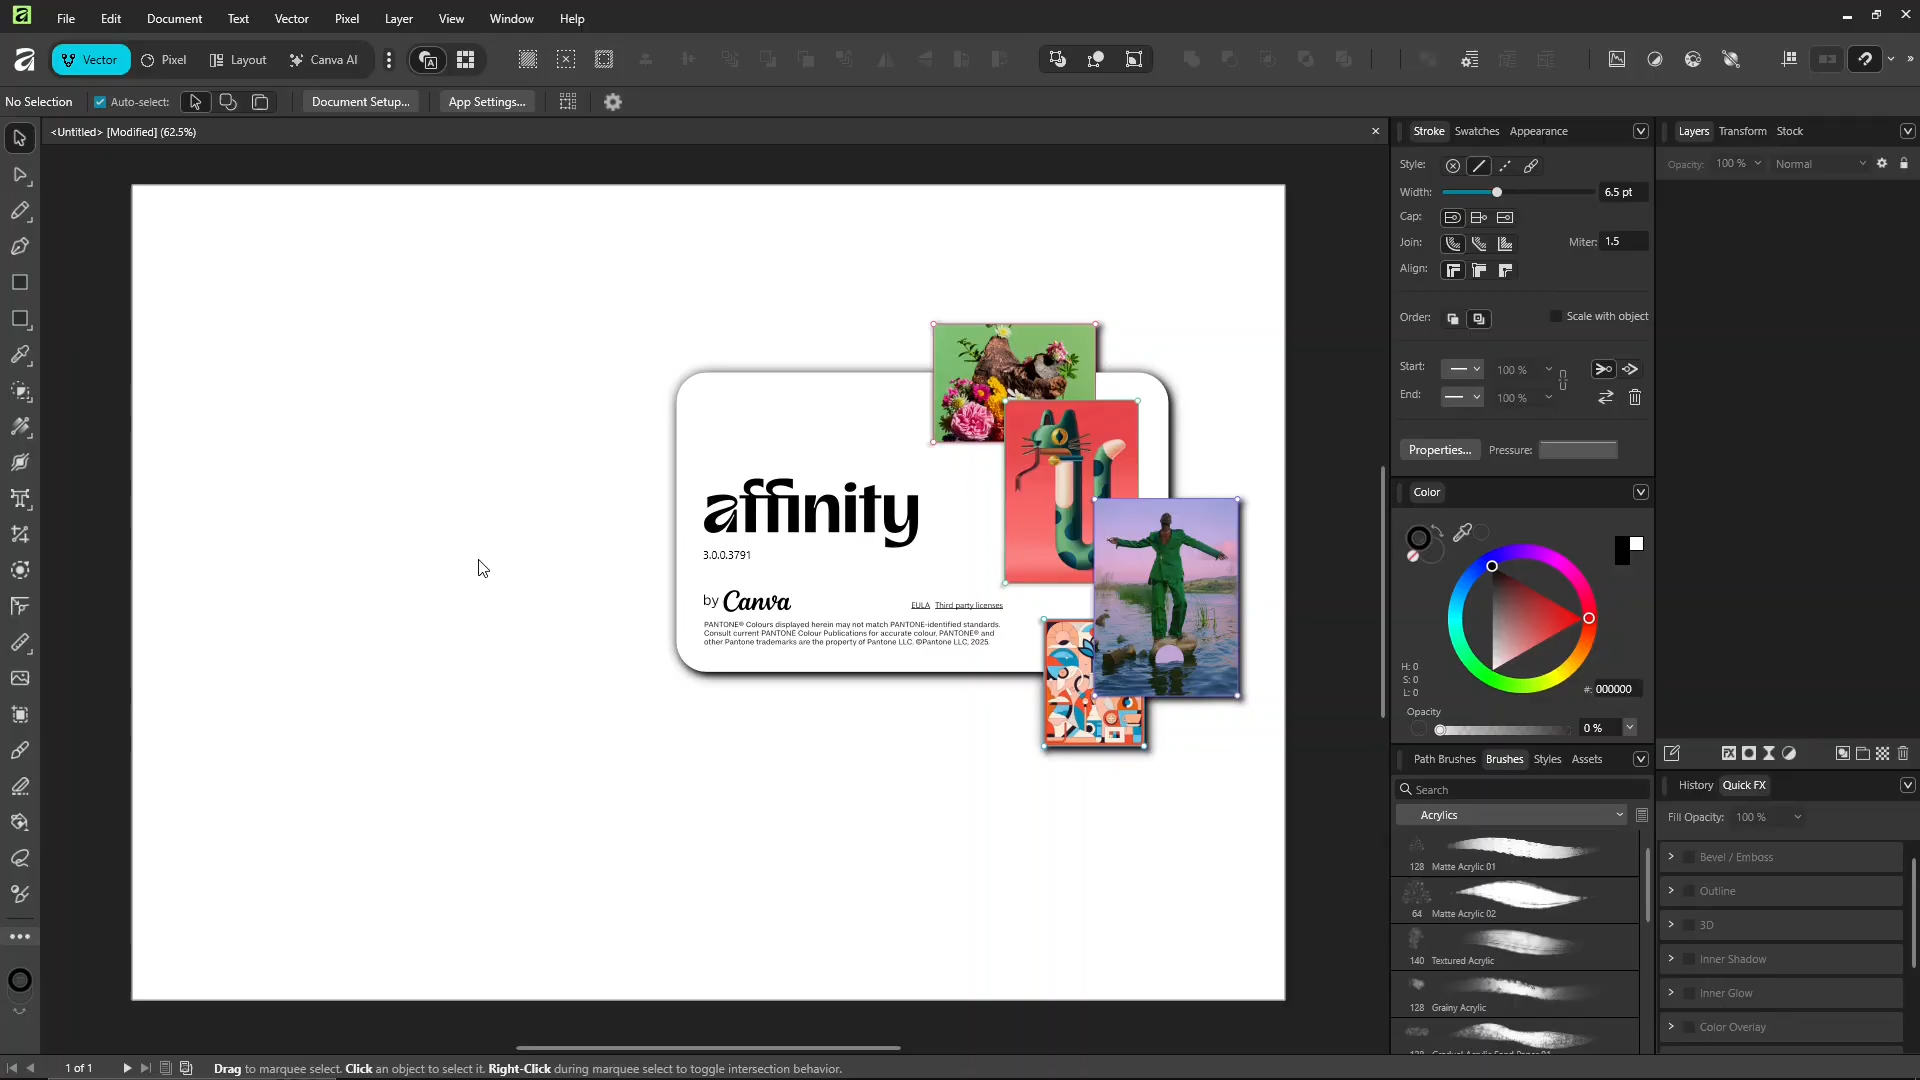 File Edit Document Text Vector Pixel Layer View Window Help
Vector Pixel Layout Canva AI
No Selection Auto-select: Document Setup... App Settings...
<Untitled> [Modified] (62.5%)
affinity
3.0.0.3791
by Canva
EULA Third party licenses
PANTONE® Colours displayed herein may not match PANTONE-identified standards.
Consult current PANTONE Colour Publications for accurate colour. PANTONE® and
other Pantone trademarks are the property of Pantone LLC. ©Pantone LLC, 2025.
Stroke Swatches Appearance
Style:
Width: 6.5 pt
Cap:
Join: Miter: 1.5
Align:
Order: Scale with object
Start: 100 %
End: 100 %
Properties... Pressure:
Color
H: 0
S: 0
L: 0
#: 000000
Opacity
0 %
Path Brushes Brushes Styles Assets
Search
Acrylics
128 Matte Acrylic 01
64 Matte Acrylic 02
140 Textured Acrylic
128 Grainy Acrylic
Layers Transform Stock
Opacity: 100 % Normal
History Quick FX
Fill Opacity: 100 %
Bevel / Emboss
Outline
3D
Inner Shadow
Inner Glow
Color Overlay
1 of 1 Drag to marquee select. Click an object to select it. Right-Click during marquee select to toggle intersection behavior.